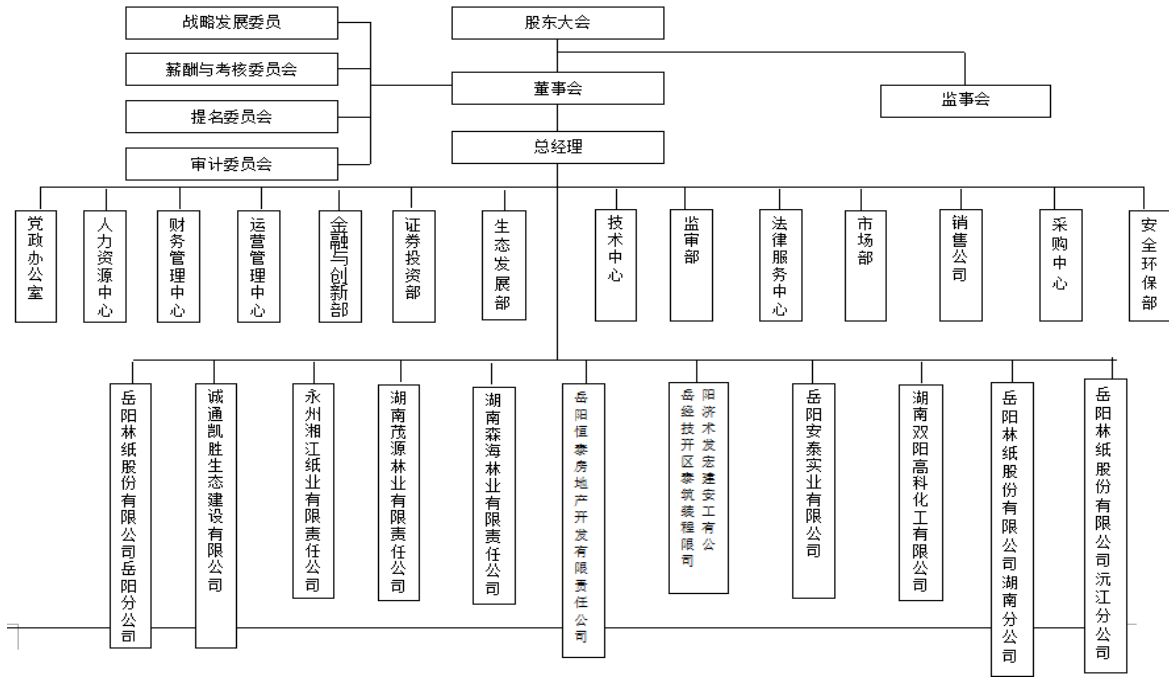 战略发展委员
股东大会
薪酬与考核委员会
董事会
监事会
提名委员会
总经理
审计委员会
党政办公室
人力资源中心
财务管理中心
运营管理中心
金融与创新部
证券投资部
生态发展部
技术中心
监审部
法律服务中心
市场部
销售公司
采购中心
安全环保部
岳阳林纸股份有限公司岳阳分公司
诚通凯胜生态建设有限公司
永州湘江纸业有限责任公司
湖南茂源林业有限责任公司
湖南森海林业有限责任公司
岳阳恒泰房地产开发有限责任公司
岳阳经济技术开发区宏泰建筑安装工程有限公司
岳阳安泰实业有限公司
湖南双阳高科化工有限公司
岳阳林纸股份有限公司湖南分公司
岳阳林纸股份有限公司沅江分公司